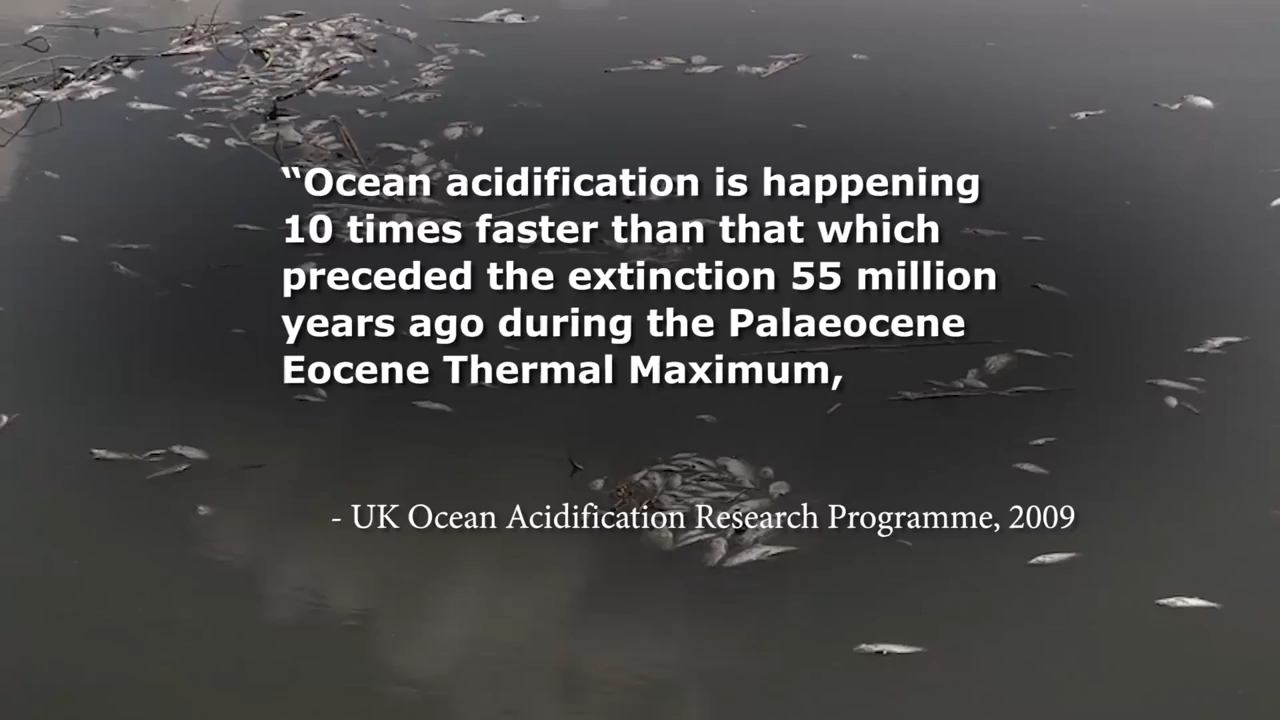 “Ocean acidification is happening
10 times faster than that which
preceded the extinction 55 million
years ago during the Palaeocene
Eocene Thermal Maximum,
- UK Ocean Acidification Research Programme, 2009